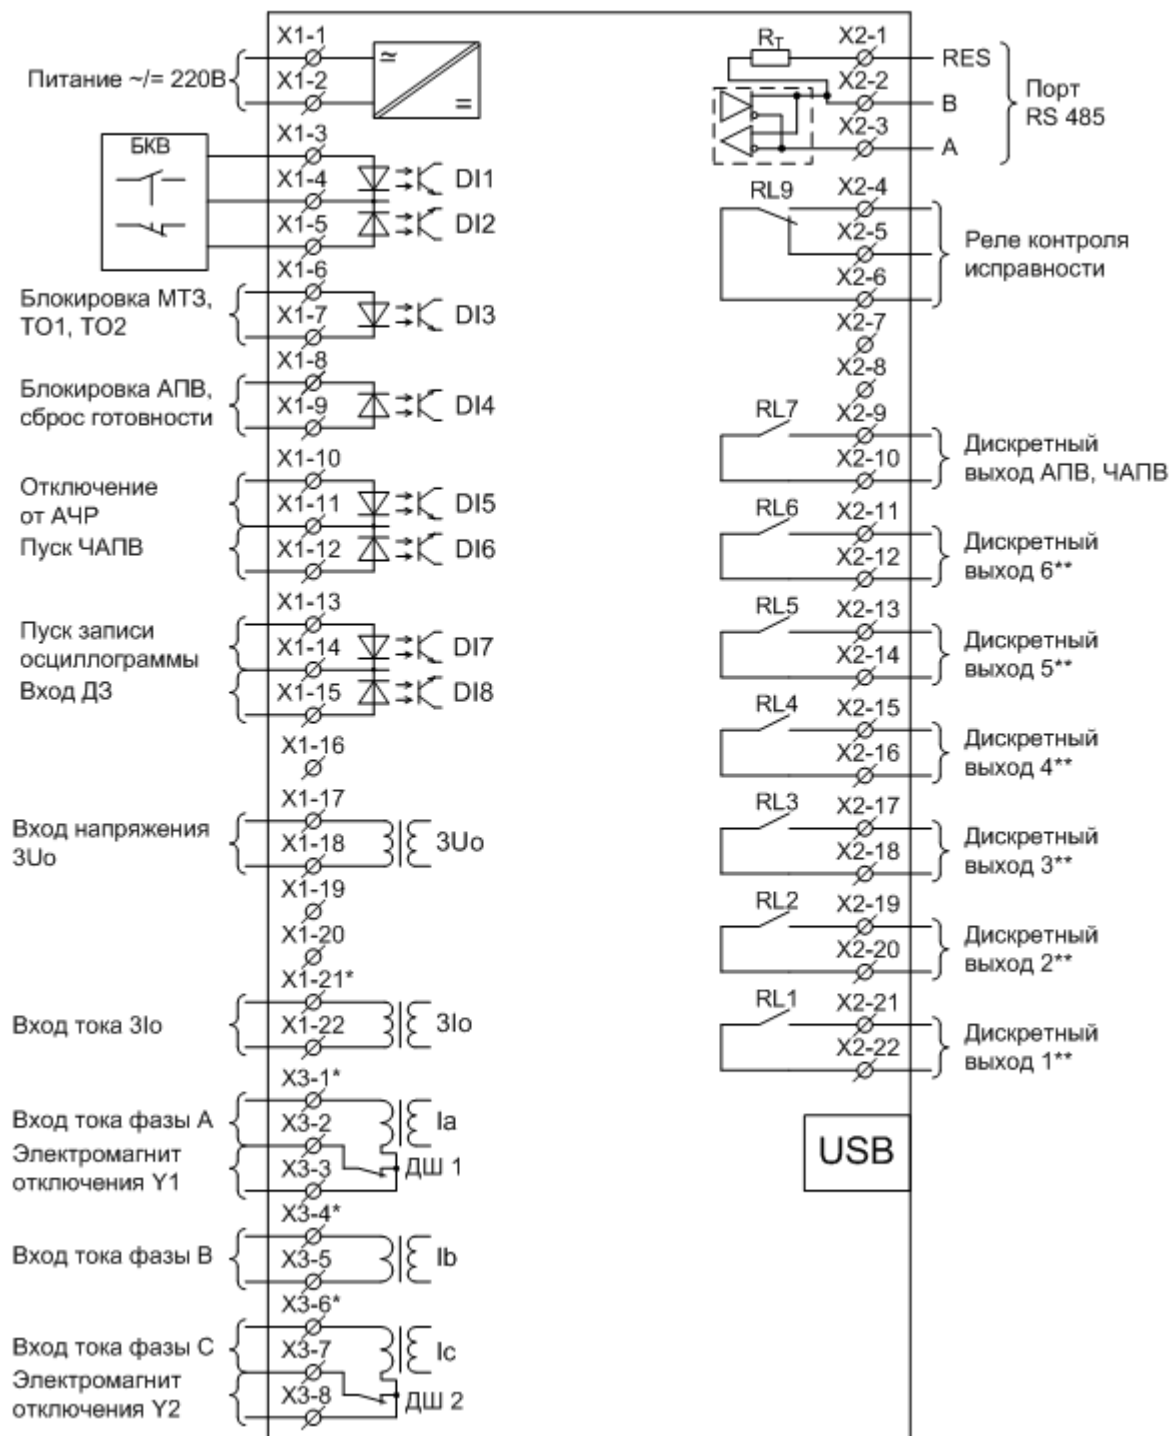 X1-1
Питание ~/= 220В
X1-2
≃
=
X1-3
БКВ
X1-4
DI1
X1-5
DI2
X1-6
Блокировка МТЗ,
ТО1, ТО2
X1-7
DI3
X1-8
Блокировка АПВ,
сброс готовности
X1-9
DI4
X1-10
Отключение
от АЧР
X1-11
DI5
Пуск ЧАПВ
X1-12
DI6
X1-13
Пуск записи
осциллограммы
X1-14
DI7
Вход ДЗ
X1-15
DI8
X1-16
X1-17
Вход напряжения
3Uo
X1-18
3Uo
X1-19
X1-20
X1-21*
Вход тока 3Io
X1-22
3Io
X3-1*
Вход тока фазы А
X3-2
Ia
Электромагнит
отключения Y1
X3-3
ДШ 1
X3-4*
Вход тока фазы В
X3-5
Ib
X3-6*
Вход тока фазы С
X3-7
Ic
Электромагнит
отключения Y2
X3-8
ДШ 2
RT
X2-1
RES
X2-2
B
X2-3
A
Порт
RS 485
RL9
X2-4
X2-5
X2-6
Реле контроля
исправности
X2-7
X2-8
RL7
X2-9
X2-10
Дискретный
выход АПВ, ЧАПВ
RL6
X2-11
X2-12
Дискретный
выход 6**
RL5
X2-13
X2-14
Дискретный
выход 5**
RL4
X2-15
X2-16
Дискретный
выход 4**
RL3
X2-17
X2-18
Дискретный
выход 3**
RL2
X2-19
X2-20
Дискретный
выход 2**
RL1
X2-21
X2-22
Дискретный
выход 1**
USB